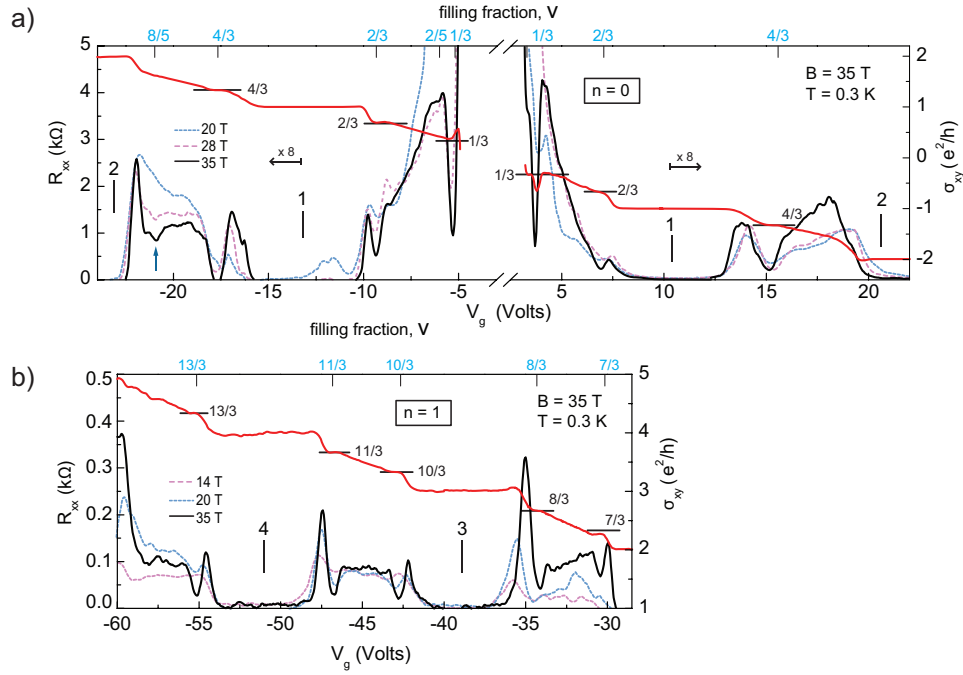 a)
filling fraction, ν
8/5 4/3 2/3 2/5 1/3 1/3 2/3 4/3
5 4 3 2 1 0
R_xx (kΩ)
4/3 2/3 1/3 1/3 2/3 4/3
20 T
28 T
35 T
x 8
2 1
n = 0
x 8
1 2
B = 35 T
T = 0.3 K
2 1 0 -1 -2
σ_xy (e²/h)
-20 -15 -10 -5 5 10 15 20
V_g (Volts)
filling fraction, ν
b)
13/3 11/3 10/3 8/3 7/3
0.5 0.4 0.3 0.2 0.1 0.0
R_xx (kΩ)
13/3 11/3 10/3 8/3 7/3
14 T
20 T
35 T
4 3
n = 1
B = 35 T
T = 0.3 K
5 4 3 2 1
σ_xy (e²/h)
-60 -55 -50 -45 -40 -35 -30
V_g (Volts)